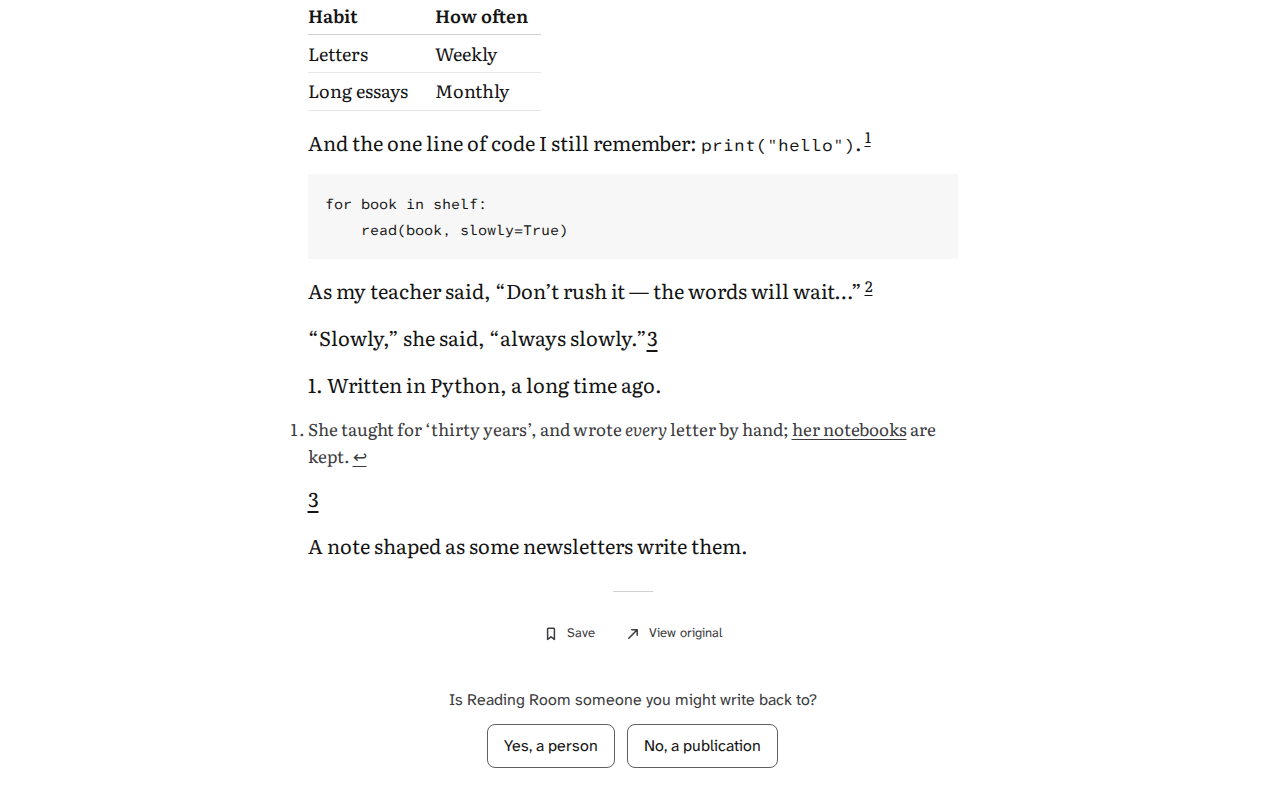 Habit How often
Letters Weekly
Long essays Monthly
And the one line of code I still remember: print("hello").1
for book in shelf:
    read(book, slowly=True)
As my teacher said, “Don’t rush it — the words will wait…” 2
“Slowly,” she said, “always slowly.”3
1. Written in Python, a long time ago.
1. She taught for ‘thirty years’, and wrote every letter by hand; her notebooks are
kept. ↩
3
A note shaped as some newsletters write them.
Save View original
Is Reading Room someone you might write back to?
Yes, a person No, a publication